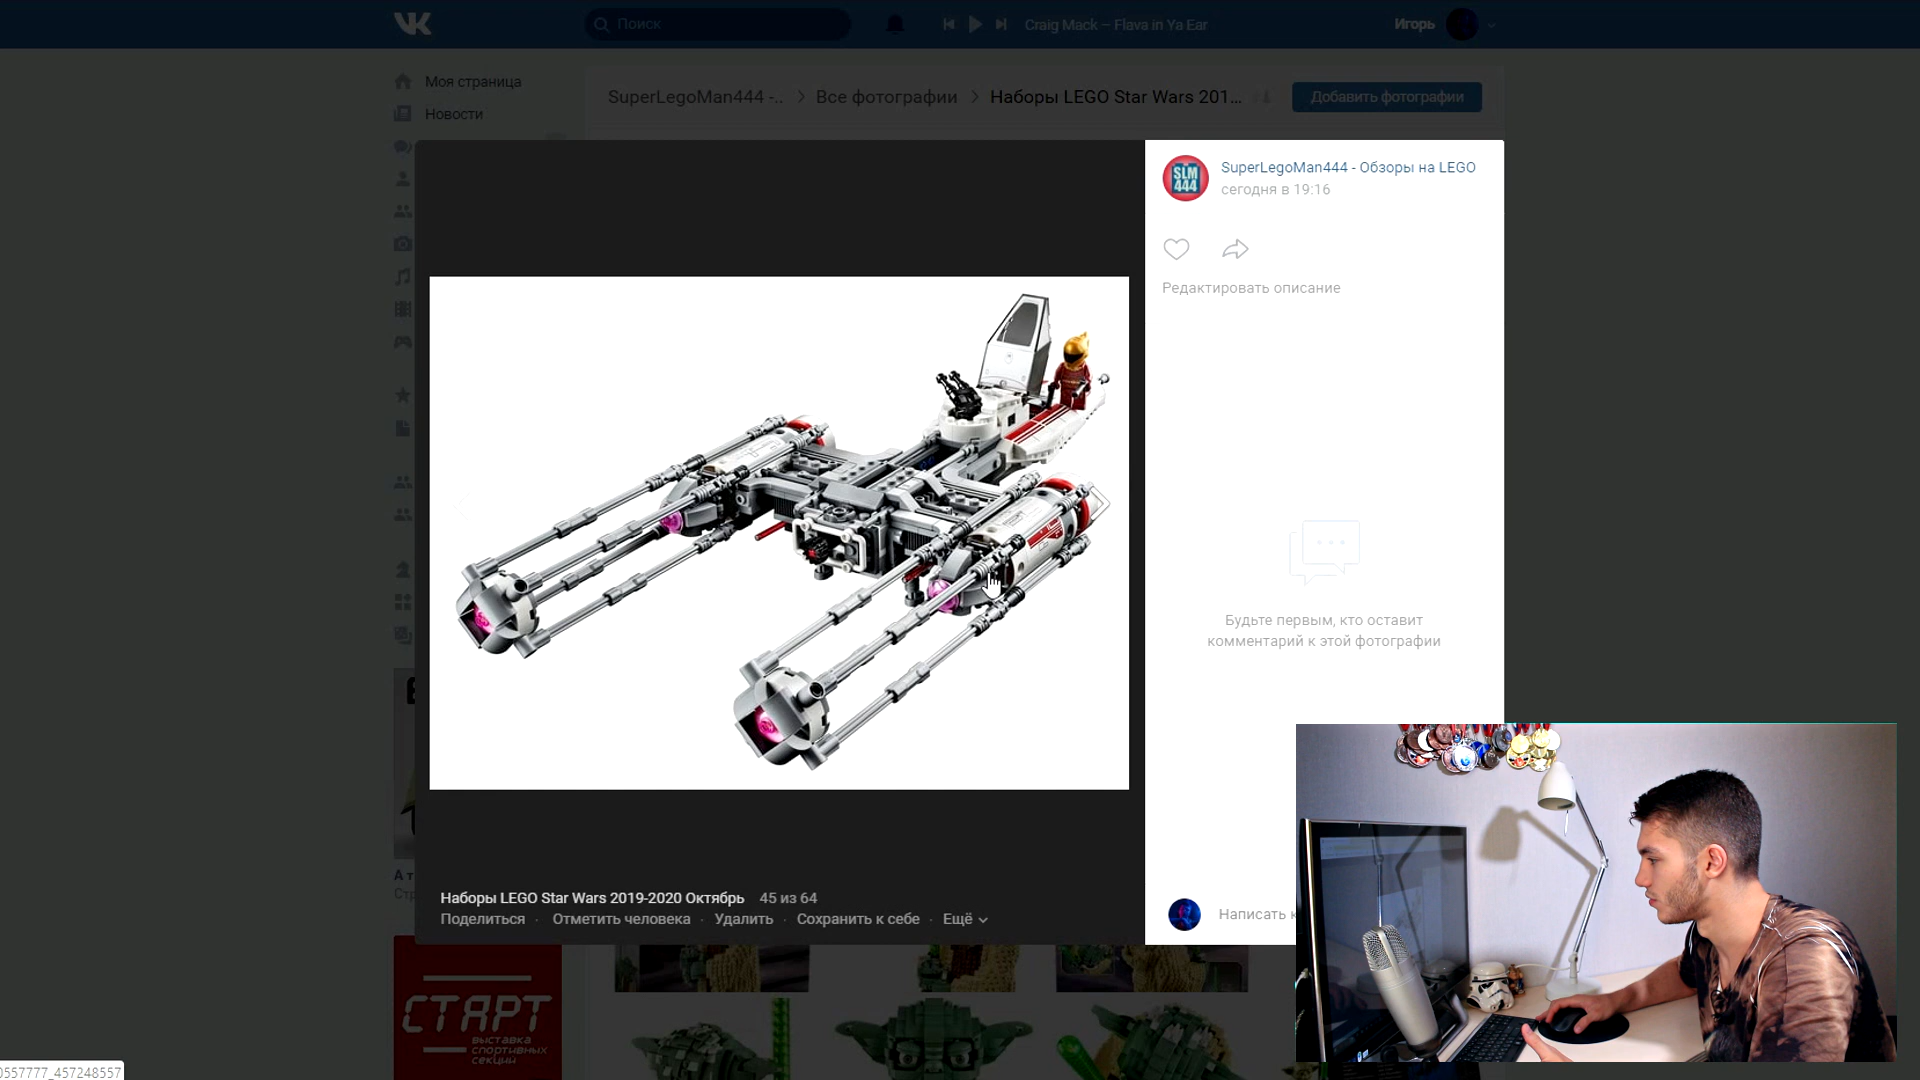 Поиск
Craig Mack – Flava in Ya Ear
Игорь
Моя страница
Новости
SuperLegoMan444 -..
Все фотографии
Наборы LEGO Star Wars 201...
Добавить фотографии
SLM
444
SuperLegoMan444 - Обзоры на LEGO
сегодня в 19:16
Редактировать описание
Будьте первым, кто оставит
комментарий к этой фотографии
Наборы LEGO Star Wars 2019-2020 Октябрь 45 из 64
Поделиться · Отметить человека · Удалить · Сохранить к себе · Ещё
Написать к
СТАРТ
выставка
спортивных
секций
0557777_457248557